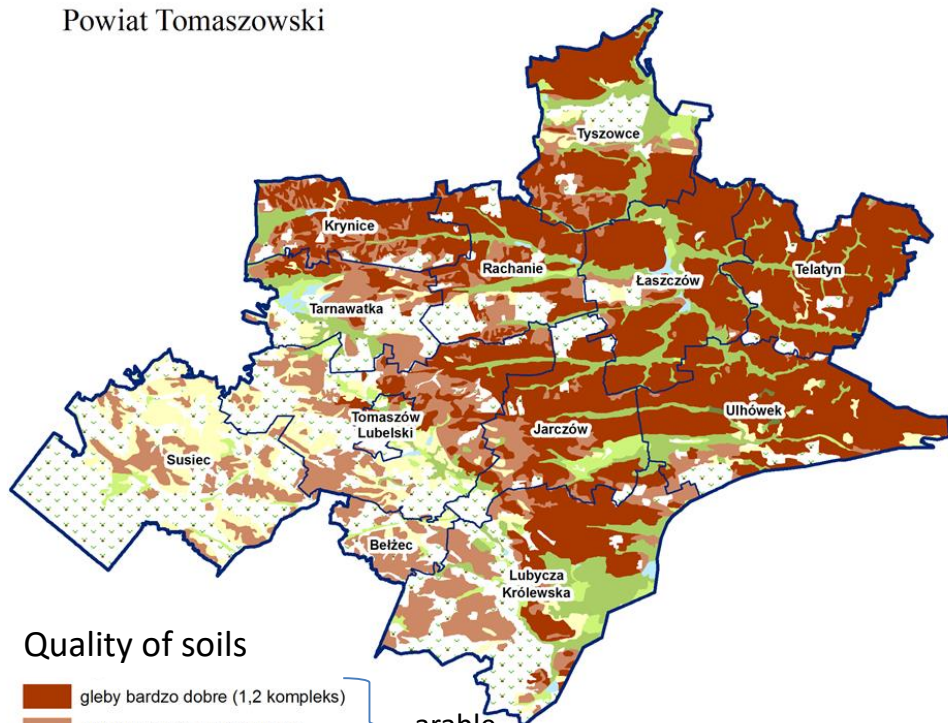 Powiat Tomaszowski
Tyszowce
Krynice
Rachanie
Łaszczów
Telatyn
Tarnawatka
Tomaszów
Lubelski
Jarczów
Ulhówek
Susiec
Bełżec
Lubycza
Królewska
Quality of soils
gleby bardzo dobre (1,2 kompleks)
arable